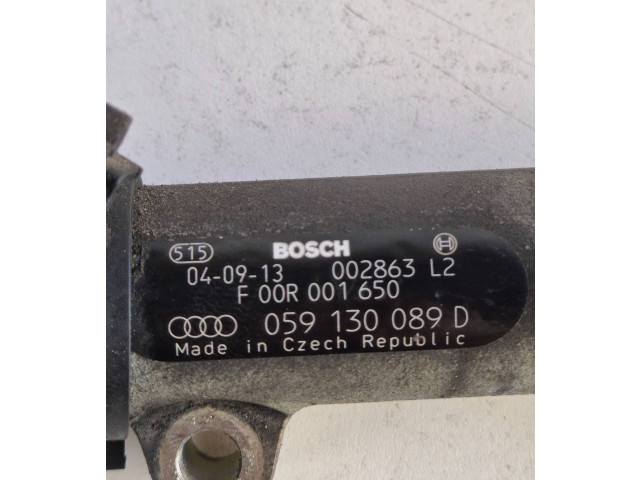 515 BOSCH
04-09-13 002863 L2
F 00R 001 650
059 130 089 D
Made in Czech Republic